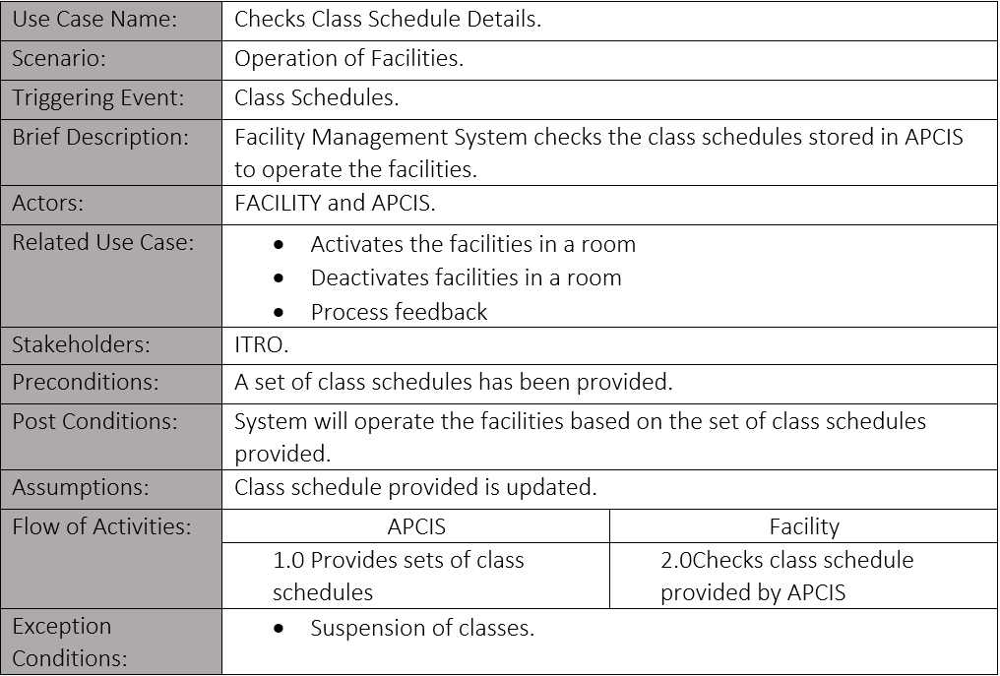 Use Case Name: Checks Class Schedule Details.
Scenario: Operation of Facilities.
Triggering Event: Class Schedules.
Brief Description: Facility Management System checks the class schedules stored in APCIS
to operate the facilities.
Actors: FACILITY and APCIS.
Related Use Case: • Activates the facilities in a room
• Deactivates facilities in a room
• Process feedback
Stakeholders: ITRO.
Preconditions: A set of class schedules has been provided.
Post Conditions: System will operate the facilities based on the set of class schedules
provided.
Assumptions: Class schedule provided is updated.
Flow of Activities: APCIS Facility
1.0 Provides sets of class
schedules
2.0Checks class schedule
provided by APCIS
Exception
Conditions:
• Suspension of classes.